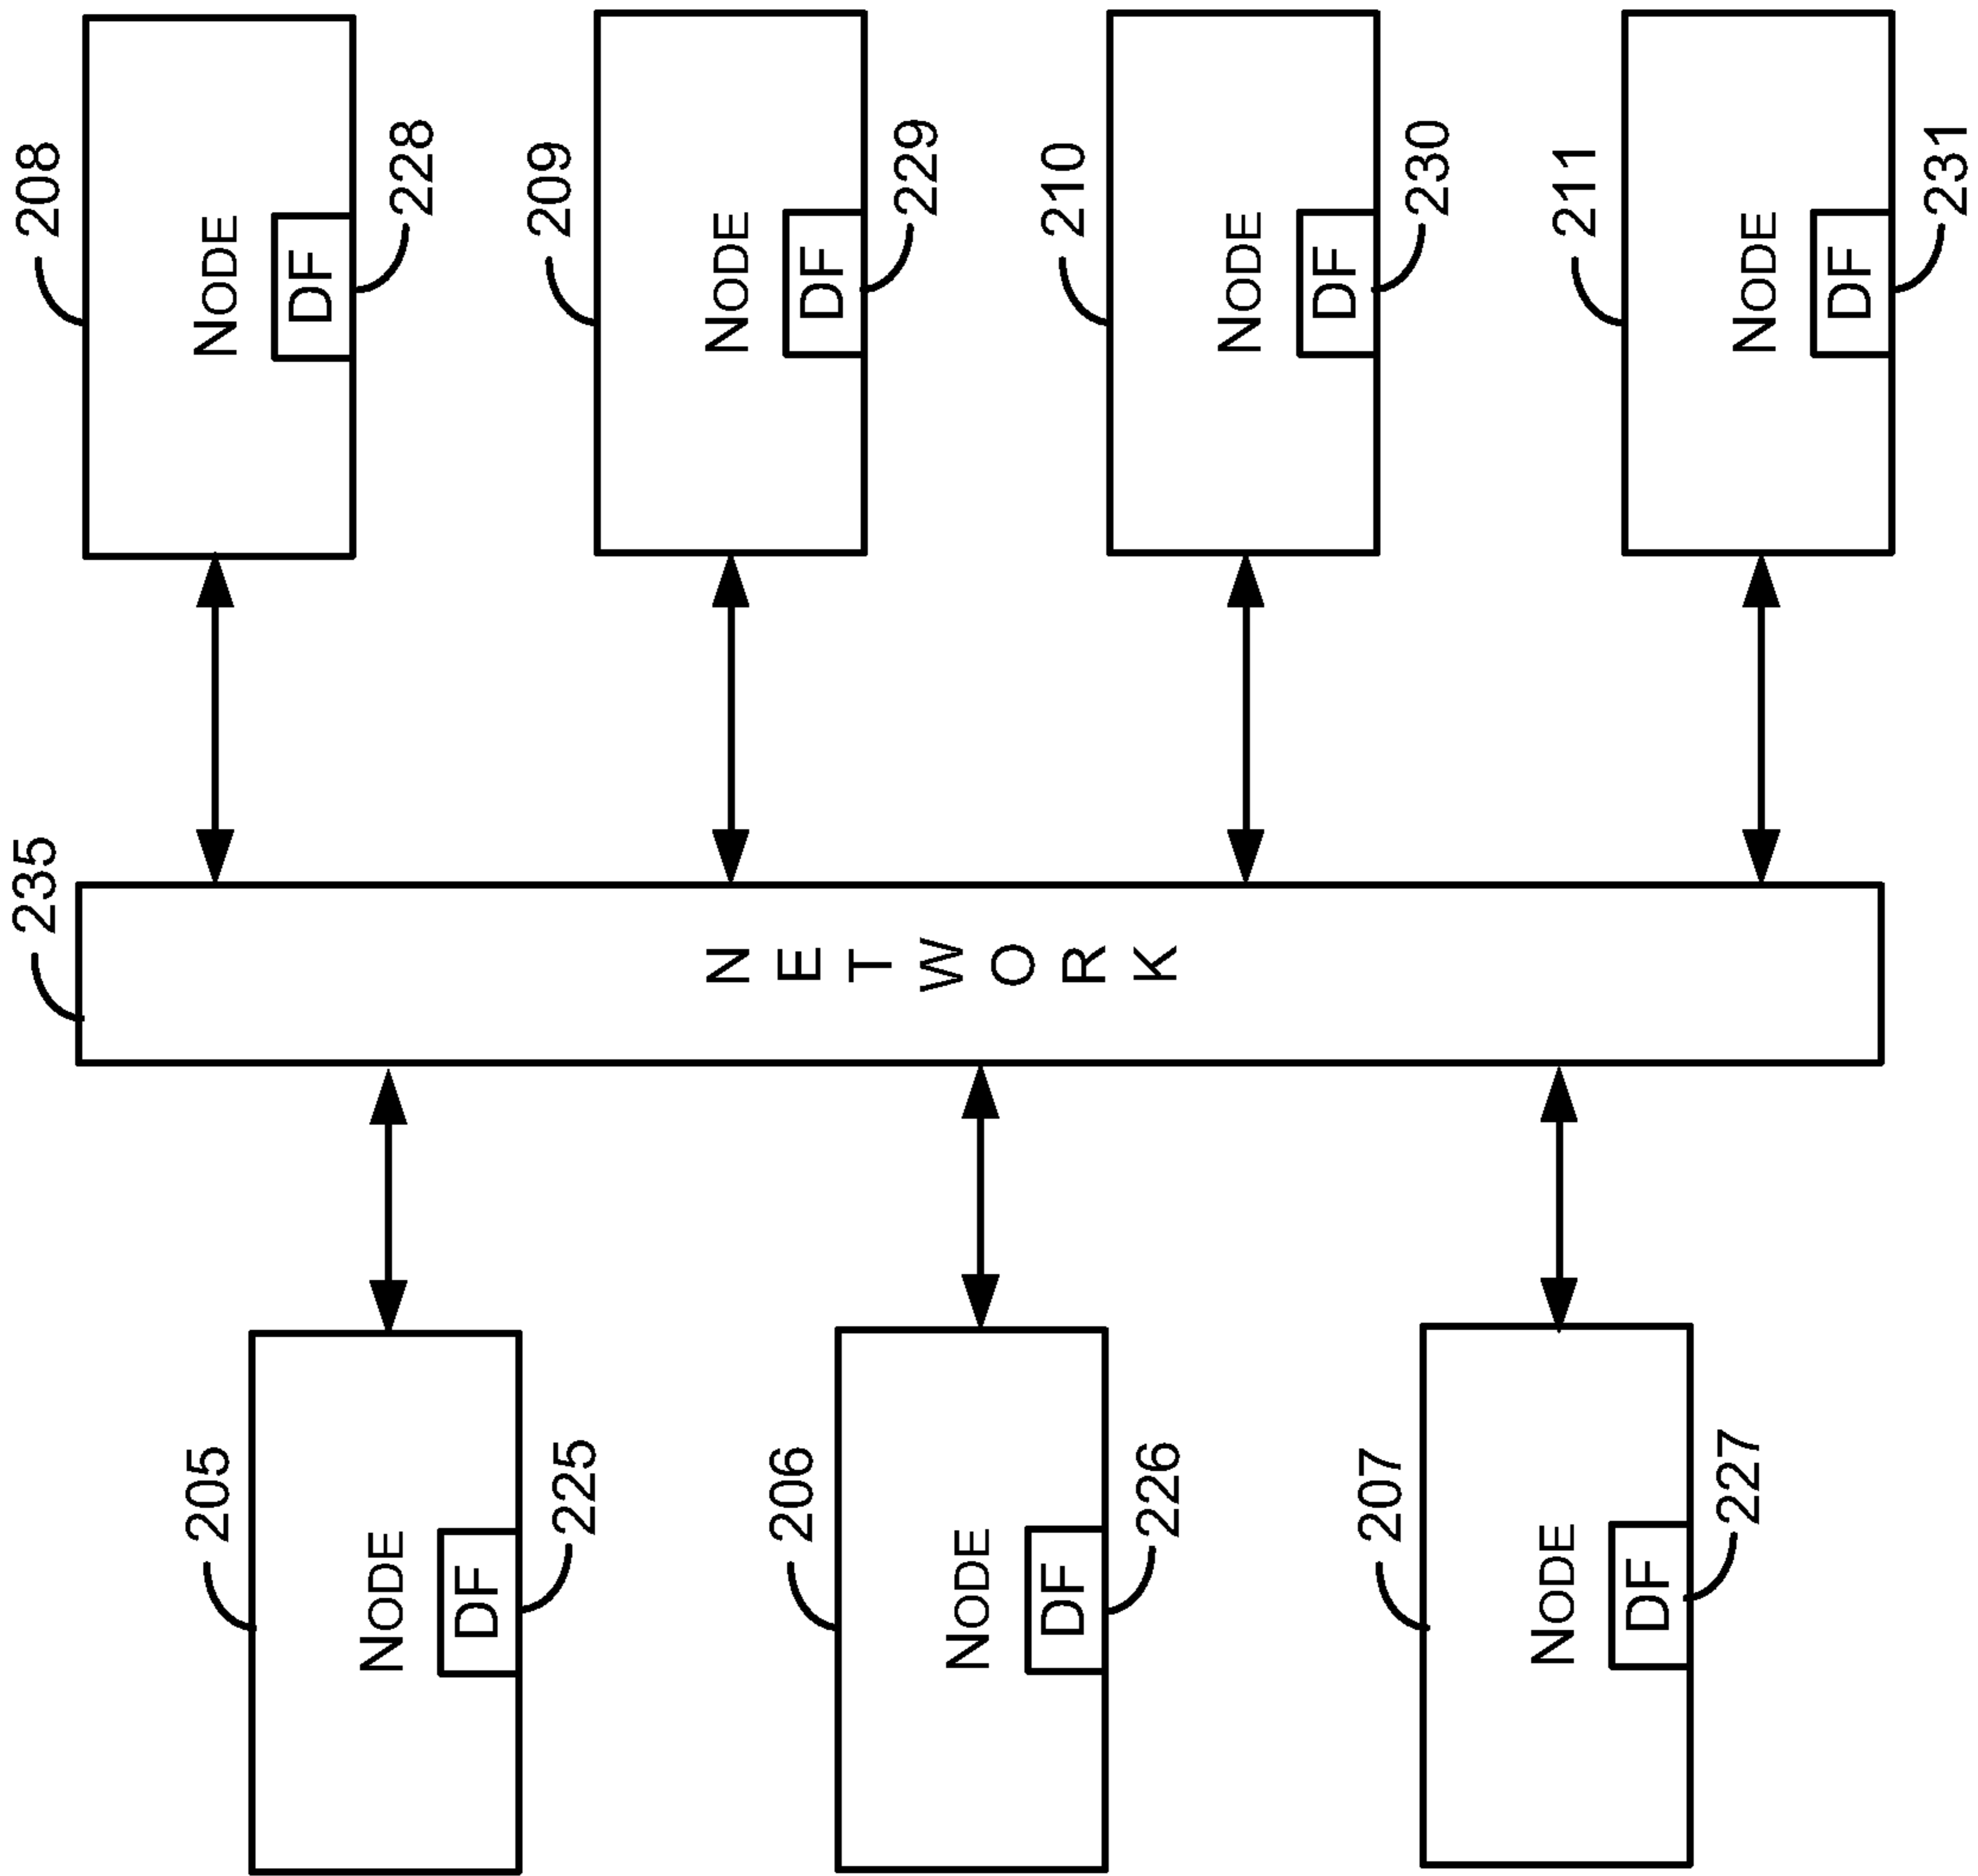 205
NODE
DF
225
206
NODE
DF
226
207
NODE
DF
227
235
NETWORK
208
NODE
DF
228
209
NODE
DF
229
210
NODE
DF
230
211
NODE
DF
231